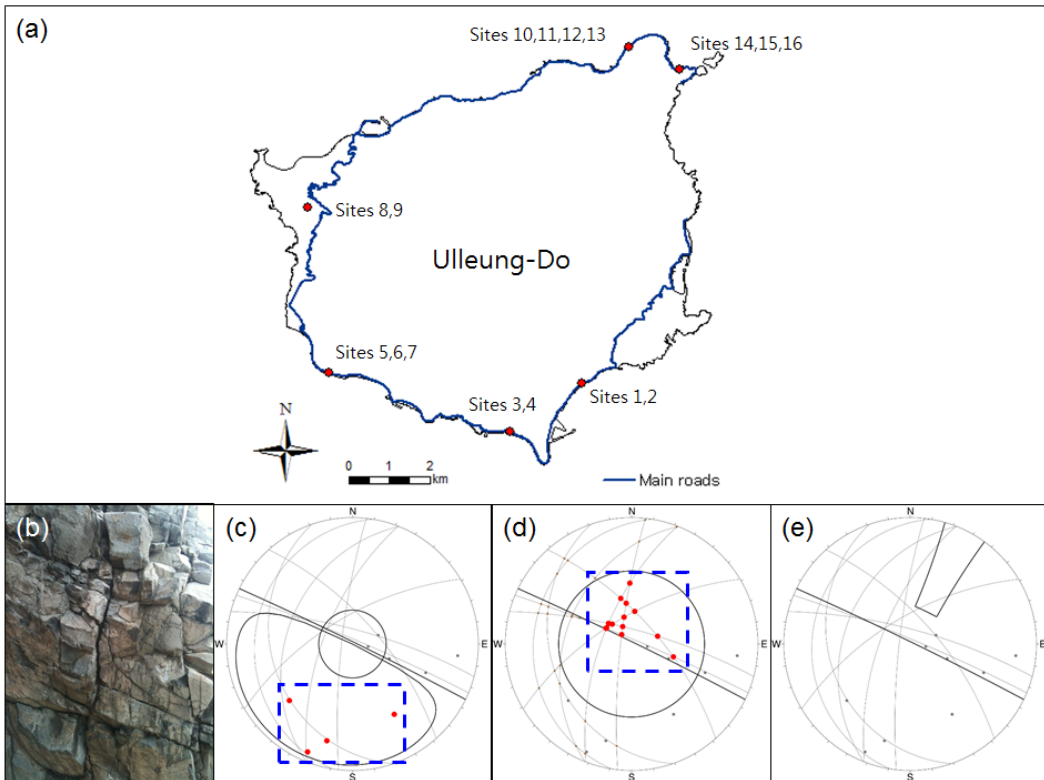 (a)
Sites 10,11,12,13
Sites 14,15,16
Sites 8,9
Ulleung-Do
Sites 5,6,7
Sites 1,2
Sites 3,4
N
0 1 2
km
Main roads
(b)
(c)
N
W
E
S
(d)
N
W
E
S
(e)
N
W
E
S